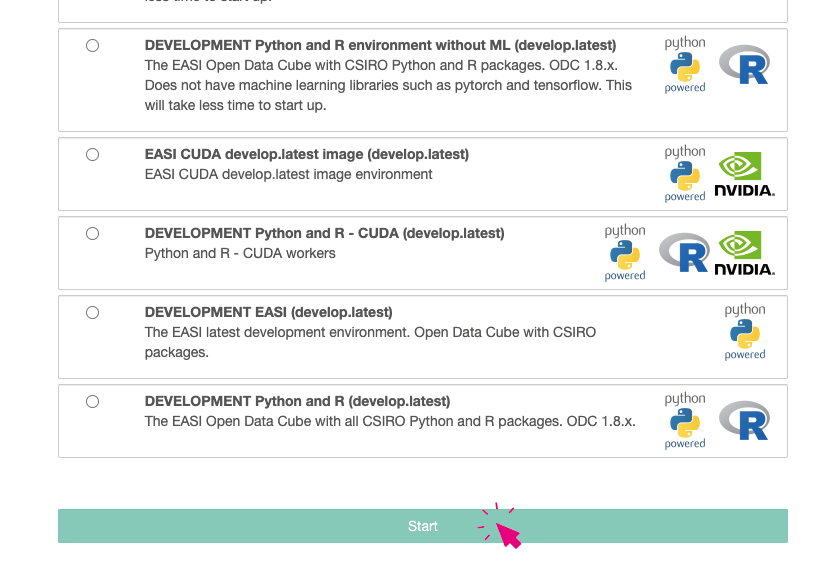 less time to start up.
DEVELOPMENT Python and R environment without ML (develop.latest)
The EASI Open Data Cube with CSIRO Python and R packages. ODC 1.8.x.
Does not have machine learning libraries such as pytorch and tensorflow. This
will take less time to start up.
python
powered
R
EASI CUDA develop.latest image (develop.latest)
EASI CUDA develop.latest image environment
python
powered
NVIDIA.
DEVELOPMENT Python and R - CUDA (develop.latest)
Python and R - CUDA workers
python
powered
R
NVIDIA.
DEVELOPMENT EASI (develop.latest)
The EASI latest development environment. Open Data Cube with CSIRO
packages.
python
powered
DEVELOPMENT Python and R (develop.latest)
The EASI Open Data Cube with all CSIRO Python and R packages. ODC 1.8.x.
python
powered
R
Start